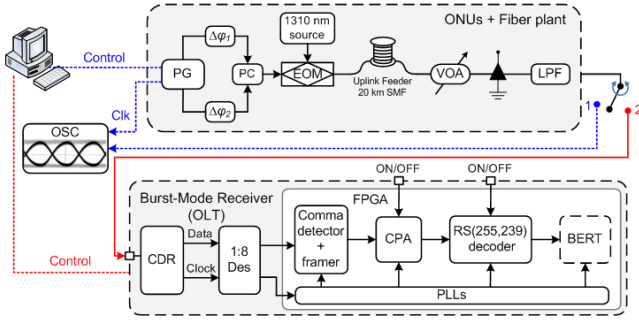 ONUs + Fiber plant
1310 nm
source
Control
Δφ1
PG
PC
EOM
Uplink Feeder
20 km SMF
VOA
LPF
Δφ2
Clk
OSC
1
2
ON/OFF
ON/OFF
Burst-Mode Receiver
(OLT)
FPGA
Data
CDR
Clock
1:8
Des
Comma
detector
+
framer
CPA
RS(255,239)
decoder
BERT
Control
PLLs